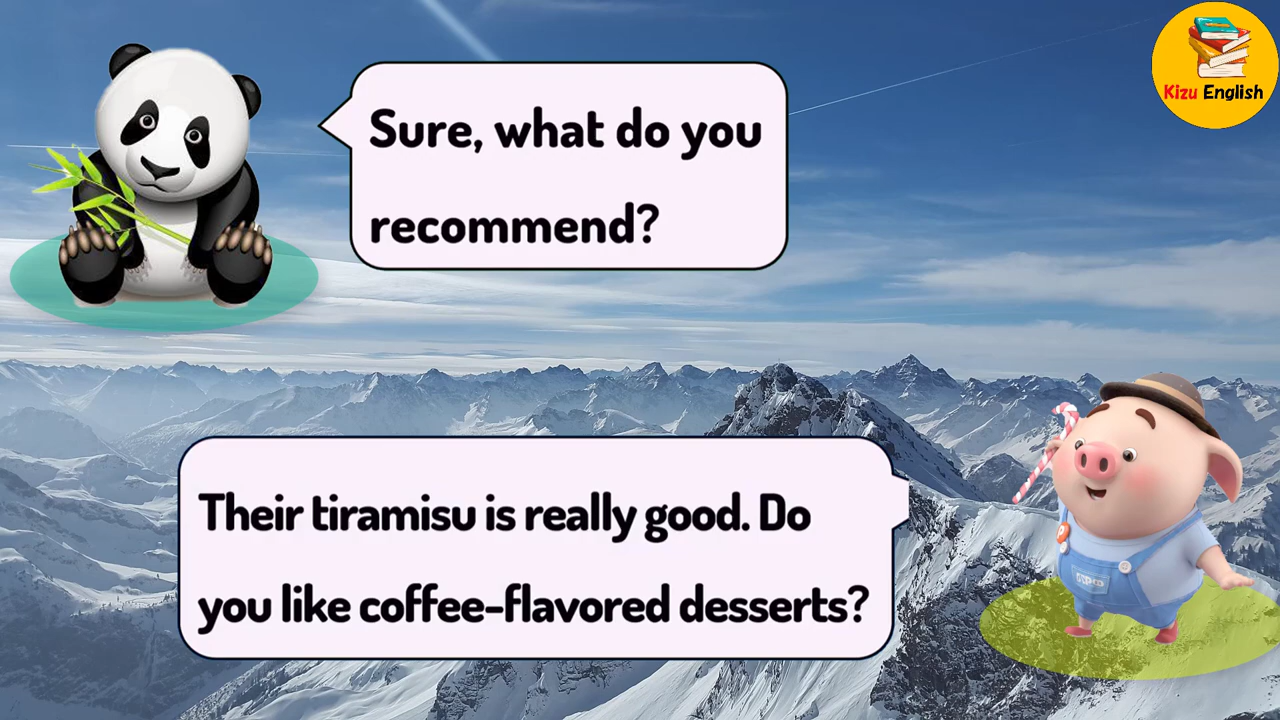 Kizu English
Sure, what do you
recommend?
Their tiramisu is really good. Do
you like coffee-flavored desserts?